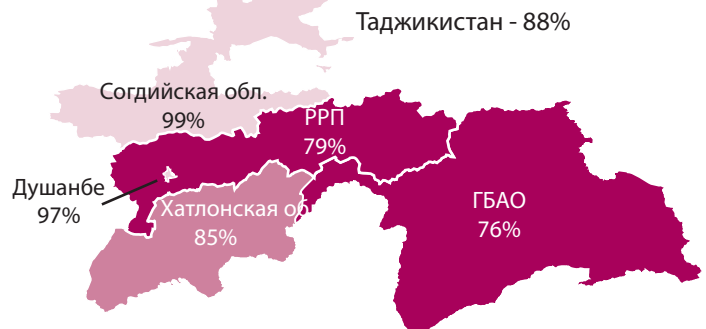 Таджикистан - 88%
Согдийская обл.
99%
РРП
79%
Душанбе
97%
Хатлонская об
85%
ГБАО
76%